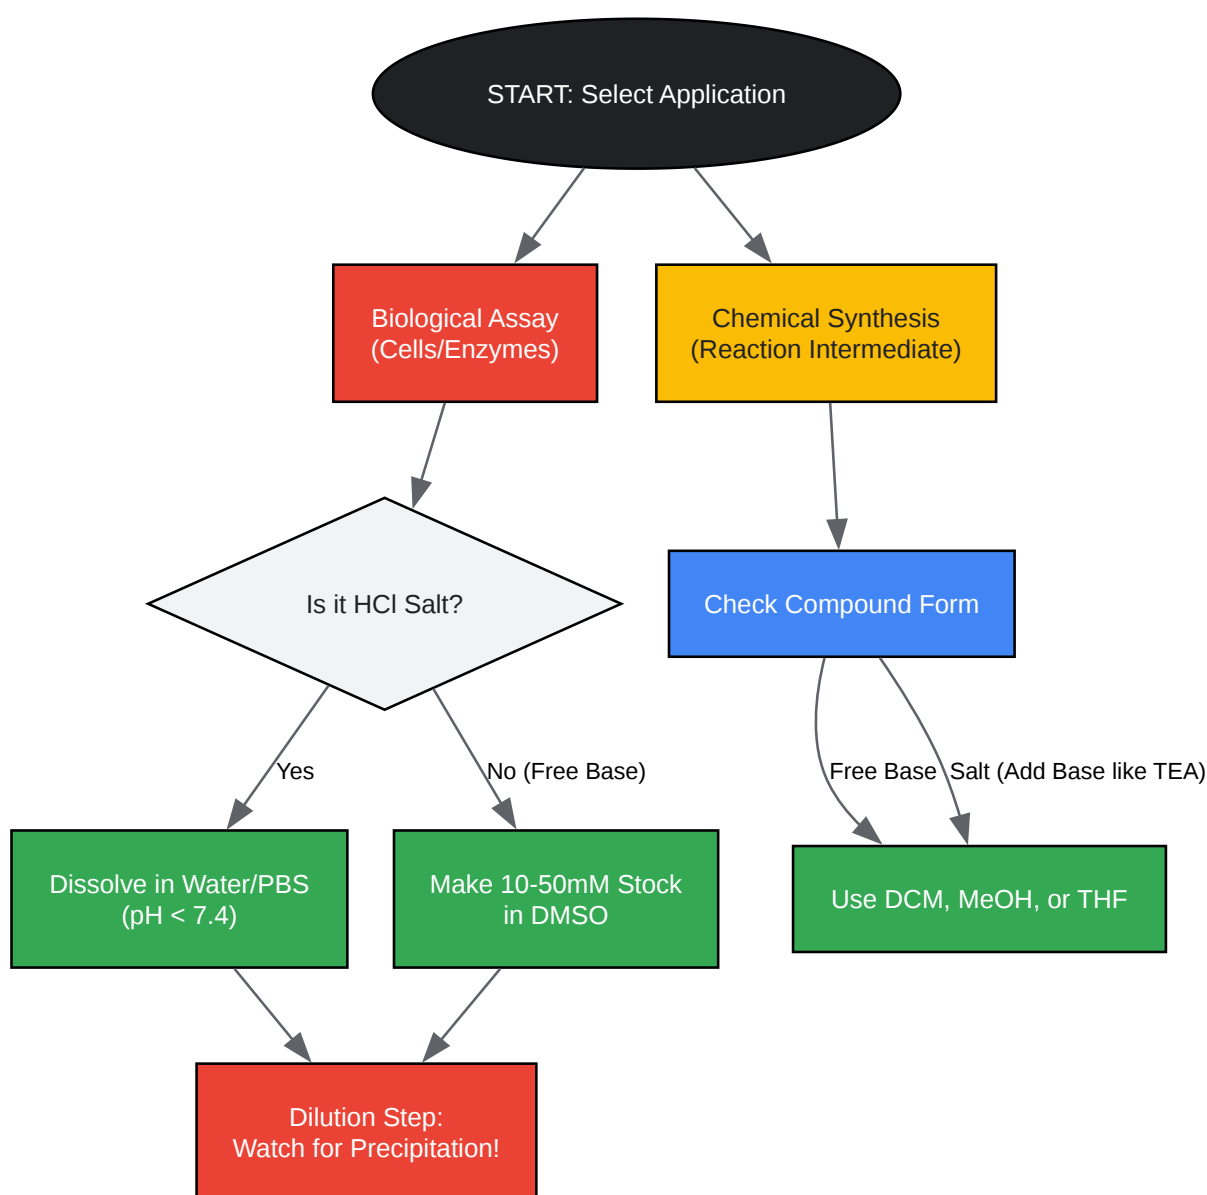 START: Select Application
Biological Assay
(Cells/Enzymes)
Chemical Synthesis
(Reaction Intermediate)
Is it HCl Salt?
Check Compound Form
Yes
No (Free Base)
Free Base
Salt (Add Base like TEA)
Dissolve in Water/PBS
(pH < 7.4)
Make 10-50mM Stock
in DMSO
Use DCM, MeOH, or THF
Dilution Step:
Watch for Precipitation!